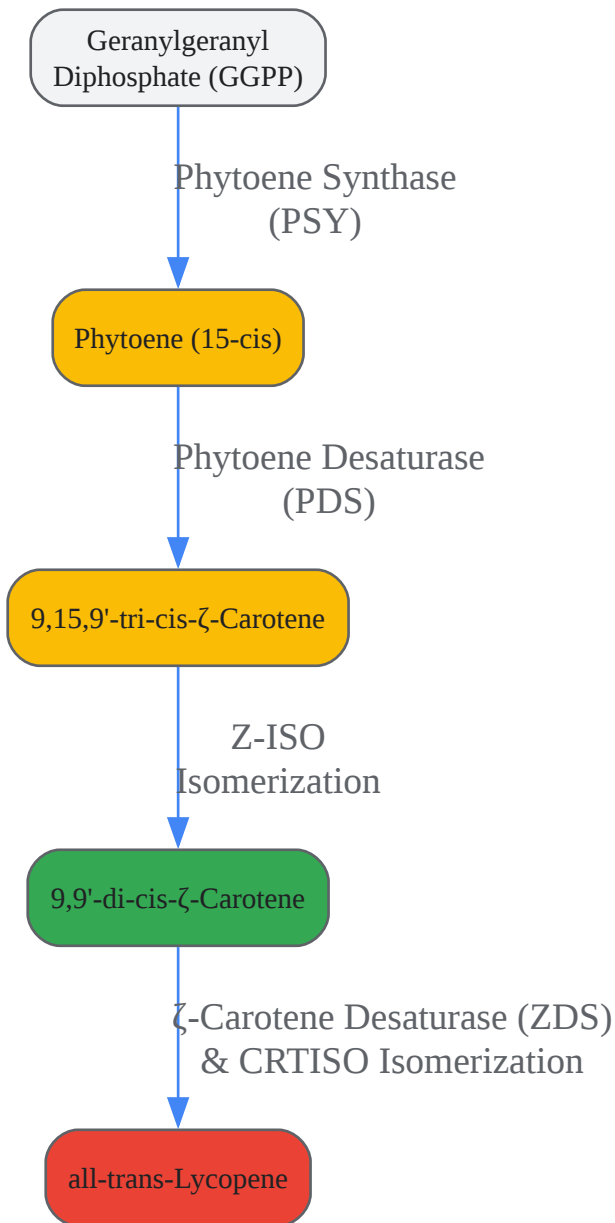 Geranylgeranyl
Diphosphate (GGPP)
Phytoene Synthase
(PSY)
Phytoene (15-cis)
Phytoene Desaturase
(PDS)
9,15,9'-tri-cis-ζ-Carotene
Z-ISO
Isomerization
9,9'-di-cis-ζ-Carotene
ζ-Carotene Desaturase (ZDS)
& CRTISO Isomerization
all-trans-Lycopene